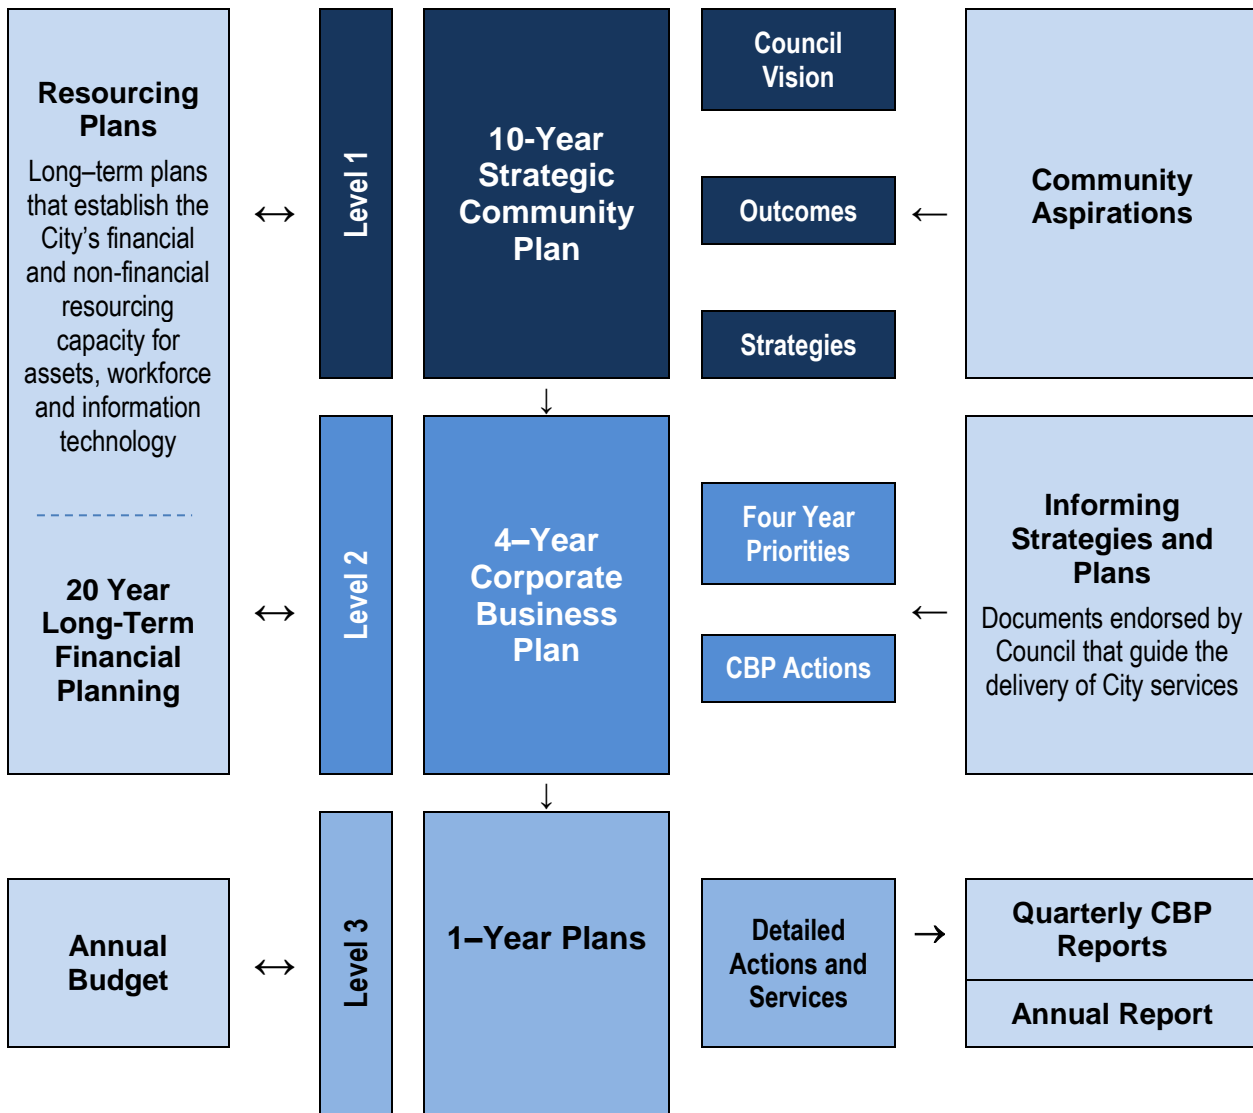 Resourcing
Plans
Long–term plans
that establish the
City's financial
and non-financial
resourcing
capacity for
assets, workforce
and information
technology
20 Year
Long-Term
Financial
Planning
↔
Level 1
10-Year
Strategic
Community
Plan
Council
Vision
Outcomes
Strategies
←
Community
Aspirations
↓
↔
Level 2
4–Year
Corporate
Business
Plan
Four Year
Priorities
CBP Actions
←
Informing
Strategies and
Plans
Documents endorsed by
Council that guide the
delivery of City services
↓
Annual
Budget
↔
Level 3
1–Year Plans
Detailed
Actions and
Services
→
Quarterly CBP
Reports
Annual Report